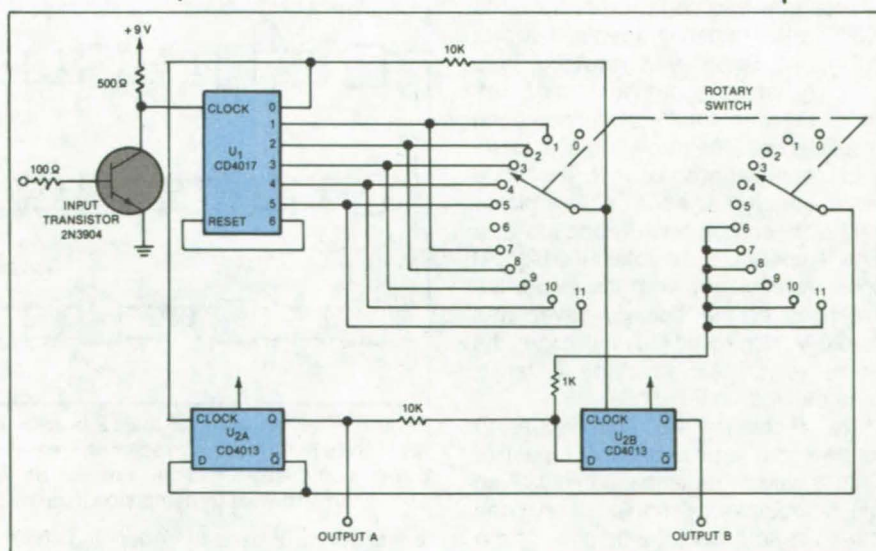 +9 V
10K
500 Ω
ROTARY
SWITCH
CLOCK 0
1
U1
CD4017
2
3
4
5
RESET 6
100 Ω
INPUT
TRANSISTOR
2N3904
0
1
2
3
4
5
6
7
8
9
10
11
0
1
2
3
4
5
6
7
8
9
10
11
1K
10K
CLOCK Q
U2A
CD4013
D Q̅
CLOCK Q
U2B
CD4013
D Q̅
OUTPUT A
OUTPUT B